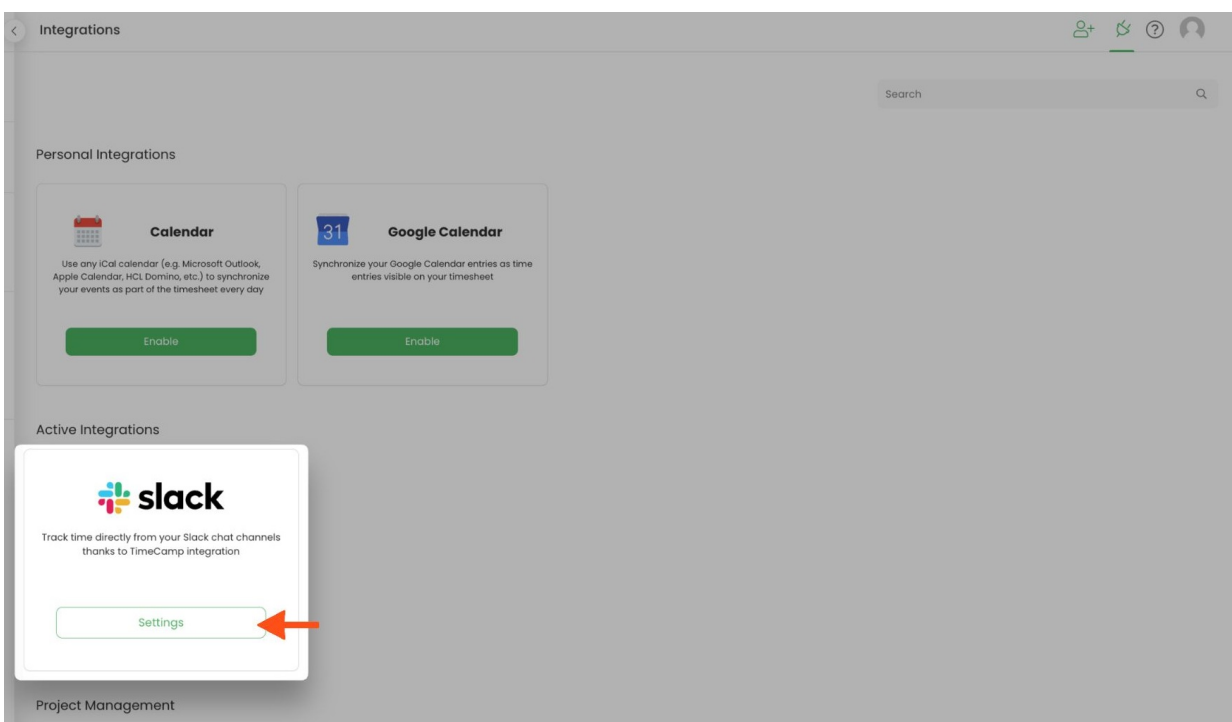 Integrations
Search
Personal Integrations
Calendar
Use any iCal calendar (e.g. Microsoft Outlook,
Apple Calendar, HCL Domino, etc.) to synchronize
your events as part of the timesheet every day
Enable
31
Google Calendar
Synchronize your Google Calendar entries as time
entries visible on your timesheet
Enable
Active Integrations
slack
Track time directly from your Slack chat channels
thanks to TimeCamp integration
Settings
Project Management